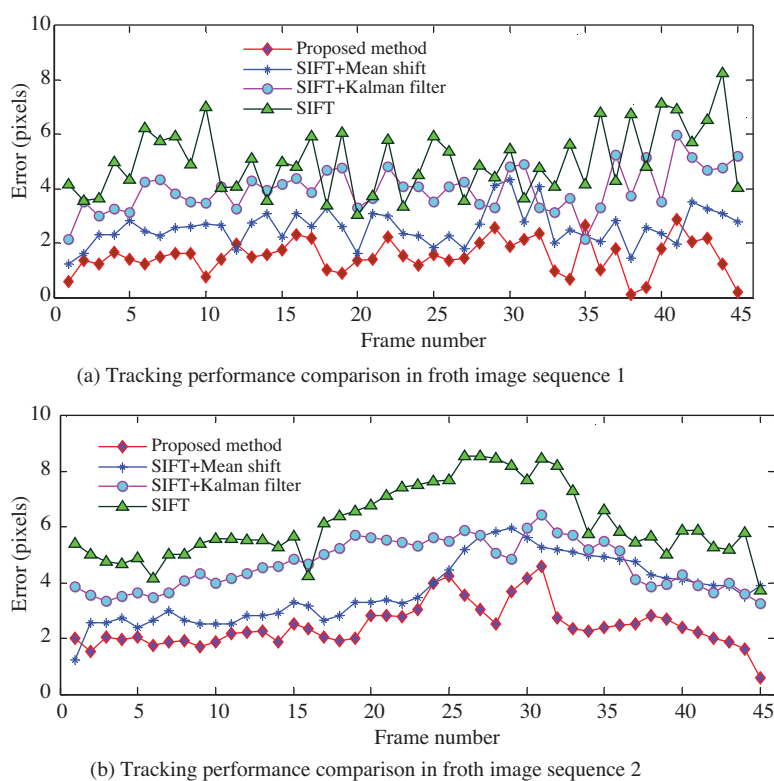 10
8
6
4
2
0
Error (pixels)
Proposed method
SIFT+Mean shift
SIFT+Kalman filter
SIFT
0 5 10 15 20 25 30 35 40 45
Frame number
(a) Tracking performance comparison in froth image sequence 1
10
8
6
4
2
0
Error (pixels)
Proposed method
SIFT+Mean shift
SIFT+Kalman filter
SIFT
0 5 10 15 20 25 30 35 40 45
Frame number
(b) Tracking performance comparison in froth image sequence 2